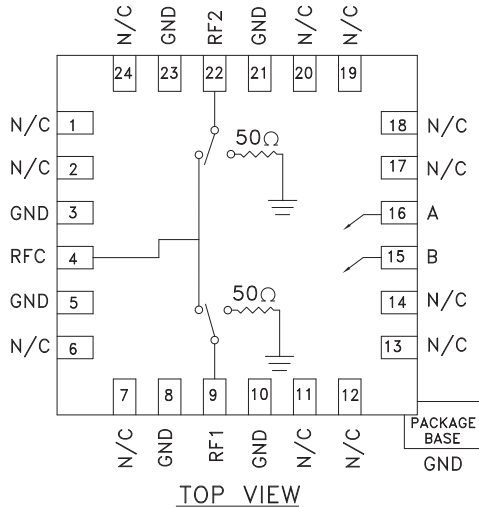 N/C GND RF2 GND N/C N/C
24 23 22 21 20 19
N/C 1 50Ω 18 N/C
N/C 2 17 N/C
GND 3 16 A
RFC 4 15 B
GND 5 50Ω 14 N/C
N/C 6 13 N/C
7 8 9 10 11 12
N/C GND RF1 GND N/C N/C
PACKAGE
BASE
GND
TOP VIEW